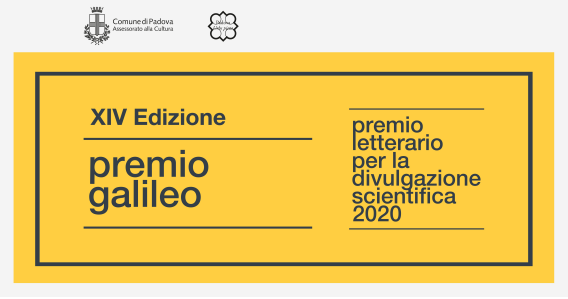 Comune di Padova
Assessorato alla Cultura
XIV Edizione
premio
galileo
premio
letterario
per la
divulgazione
scientifica
2020